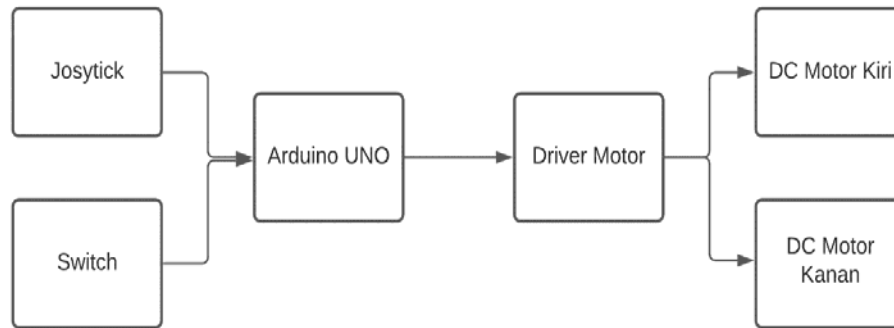 Josytick
DC Motor Kiri
Arduino UNO
Driver Motor
Switch
DC Motor
Kanan